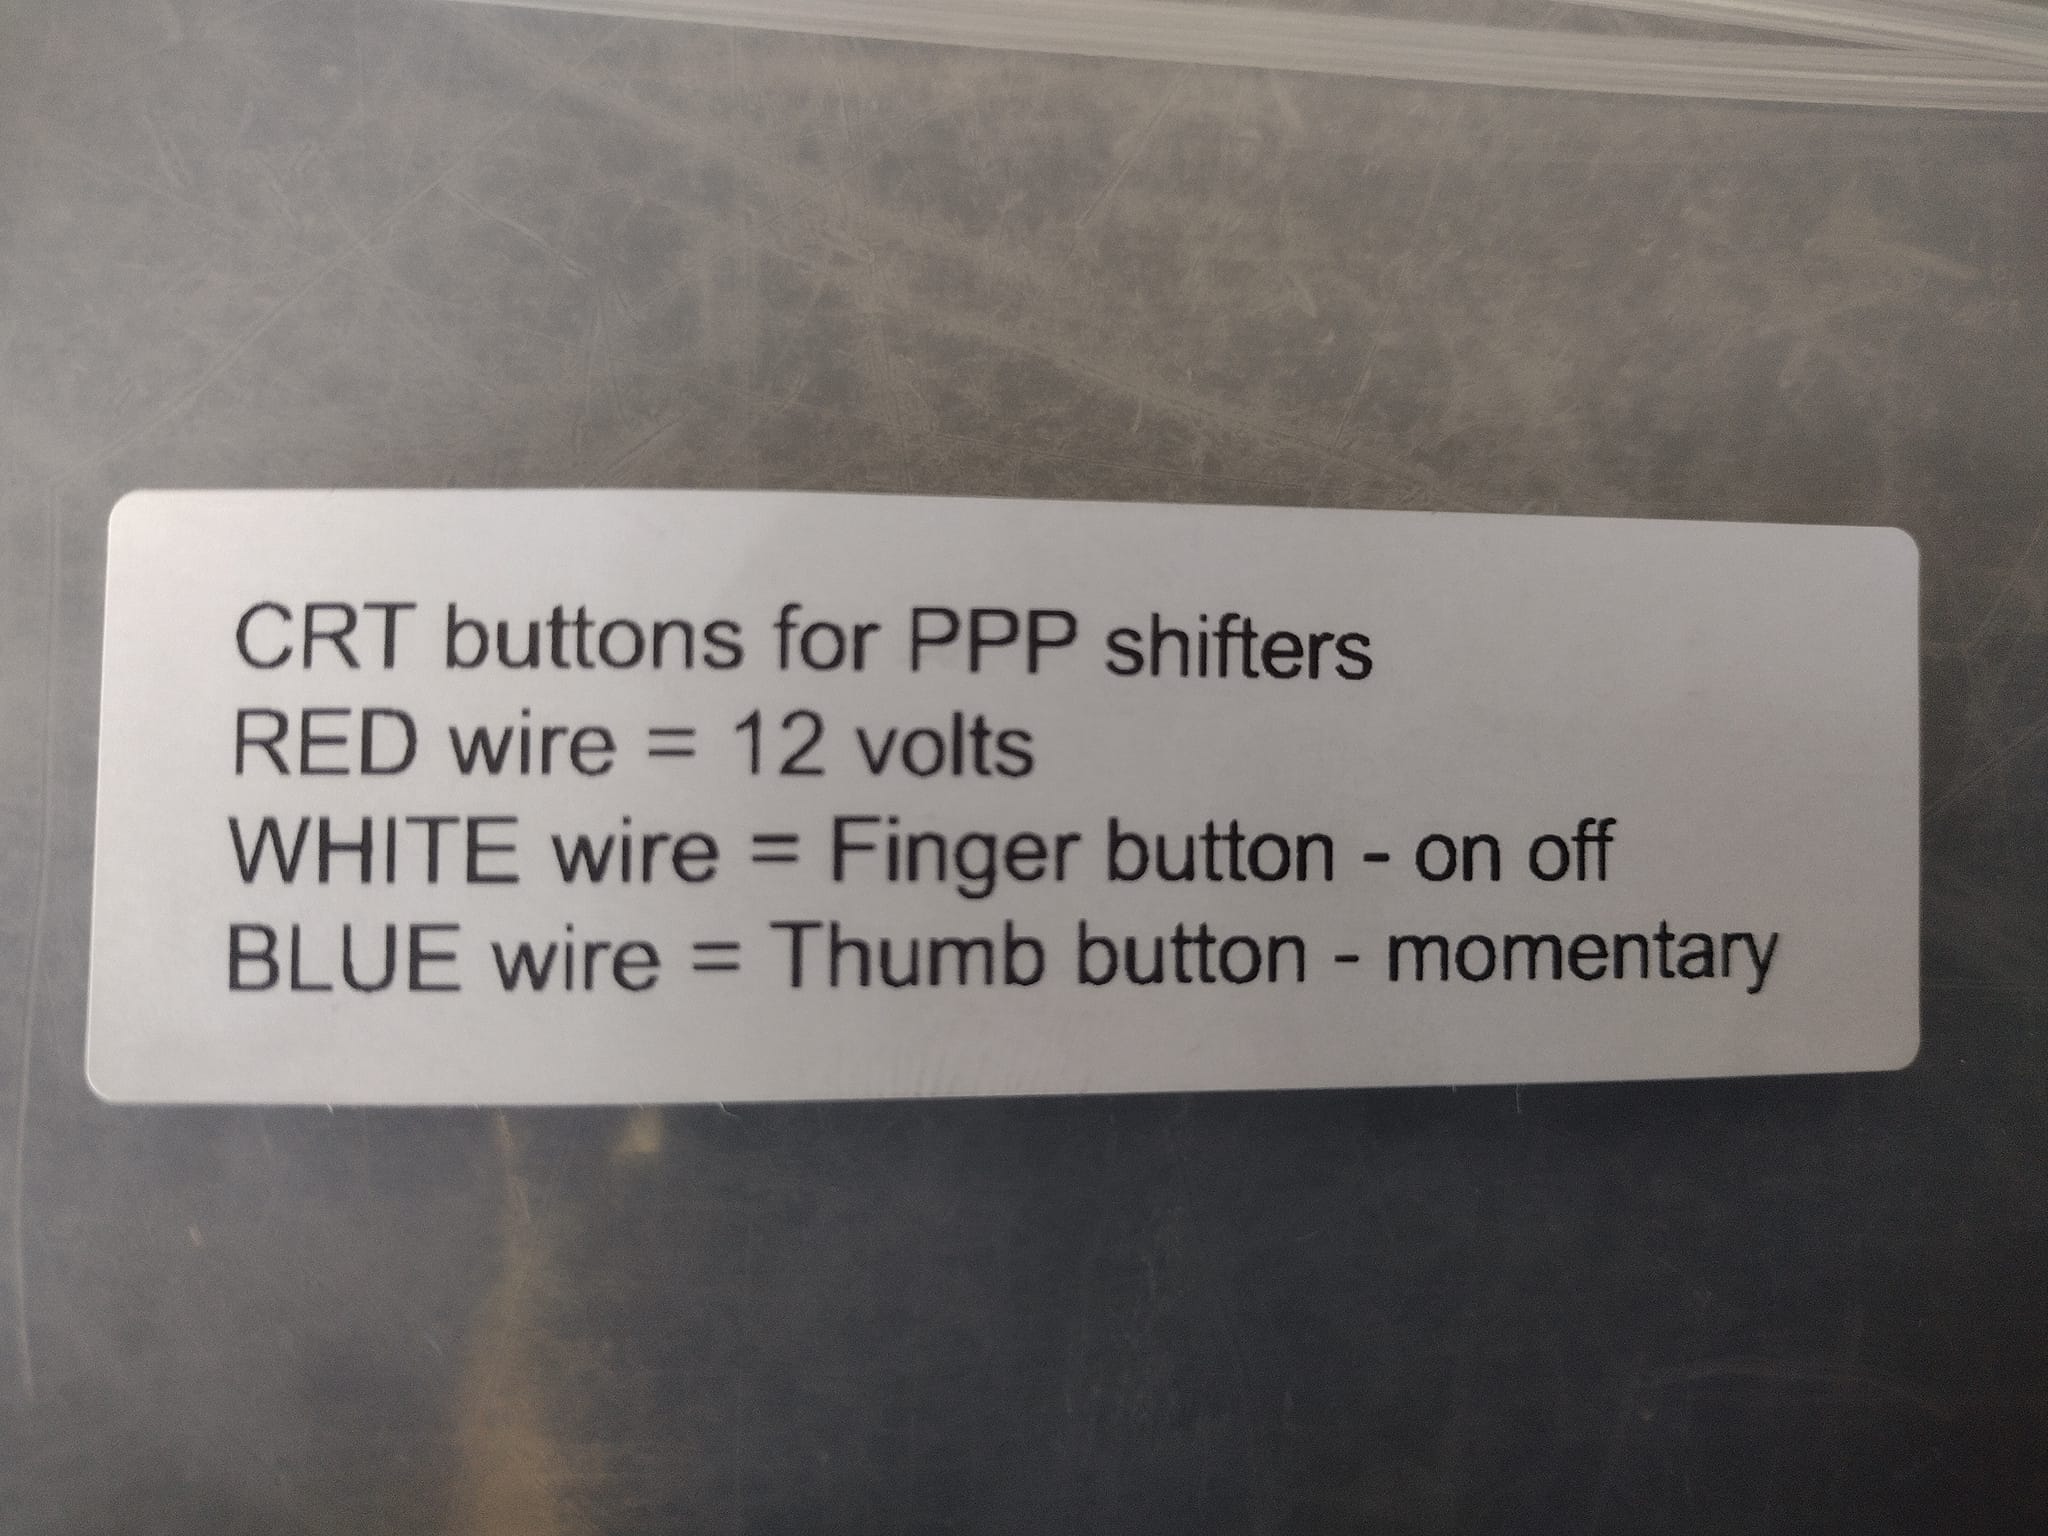 CRT buttons for PPP shifters
RED wire = 12 volts
WHITE wire = Finger button - on off
BLUE wire = Thumb button - momentary